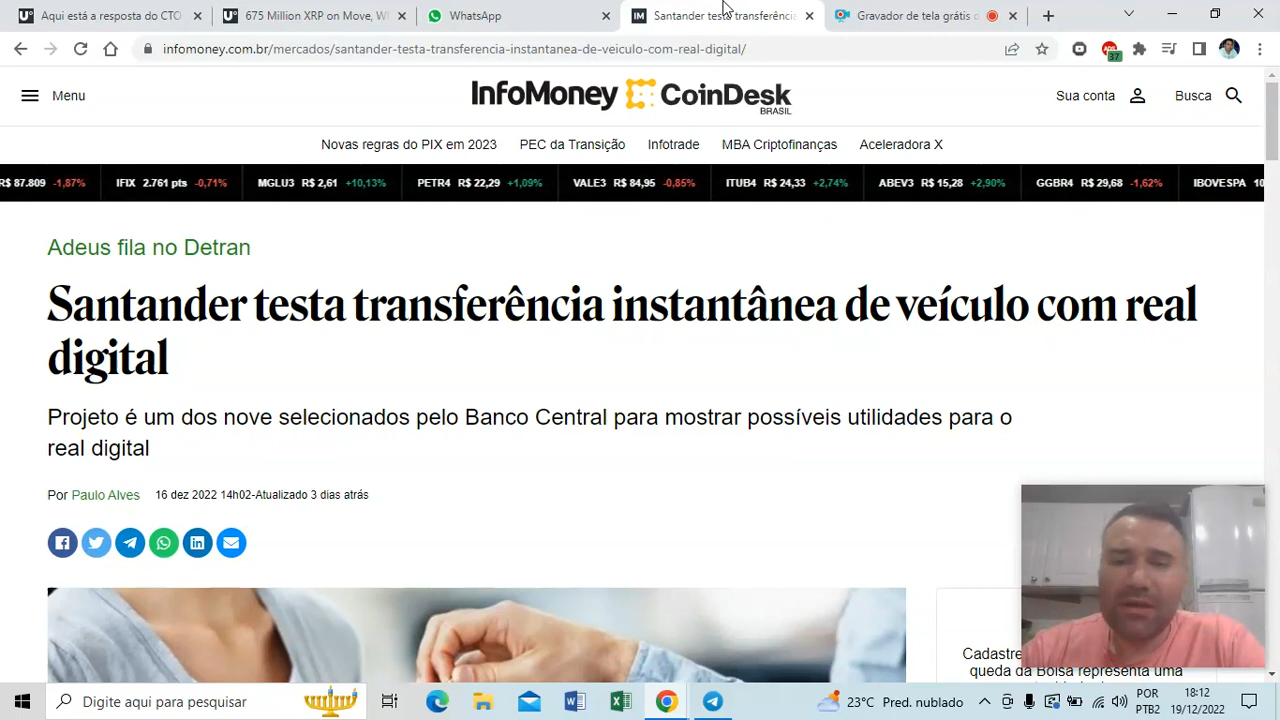 Aqui está a resposta do CTO
675 Million XRP on Move Wh
WhatsApp
Santander testa transferência
Gravador de tela grátis o
infomoney.com.br/mercados/santander-testa-transferencia-instantanea-de-veiculo-com-real-digital/
37
Menu
InfoMoney CoinDesk
BRASIL
Sua conta
Busca
Novas regras do PIX em 2023 PEC da Transição Infotrade MBA Criptofinanças Aceleradora X
R$ 87.809 -1,87% IFIX 2.761 pts -0,71% MGLU3 R$ 2,61 +10,13% PETR4 R$ 22,29 +1,09% VALE3 R$ 84,95 -0,85% ITUB4 R$ 24,33 +2,74% ABEV3 R$ 15,28 +2,90% GGBR4 R$ 29,68 -1,62% IBOVESPA 10
Adeus fila no Detran
Santander testa transferência instantânea de veículo com real
digital
Projeto é um dos nove selecionados pelo Banco Central para mostrar possíveis utilidades para o
real digital
Por Paulo Alves 16 dez 2022 14h02-Atualizado 3 dias atrás
Cadastre
queda da Bolsa representa uma
Digite aqui para pesquisar
23°C Pred. nublado
POR
PTB2
18:12
19/12/2022